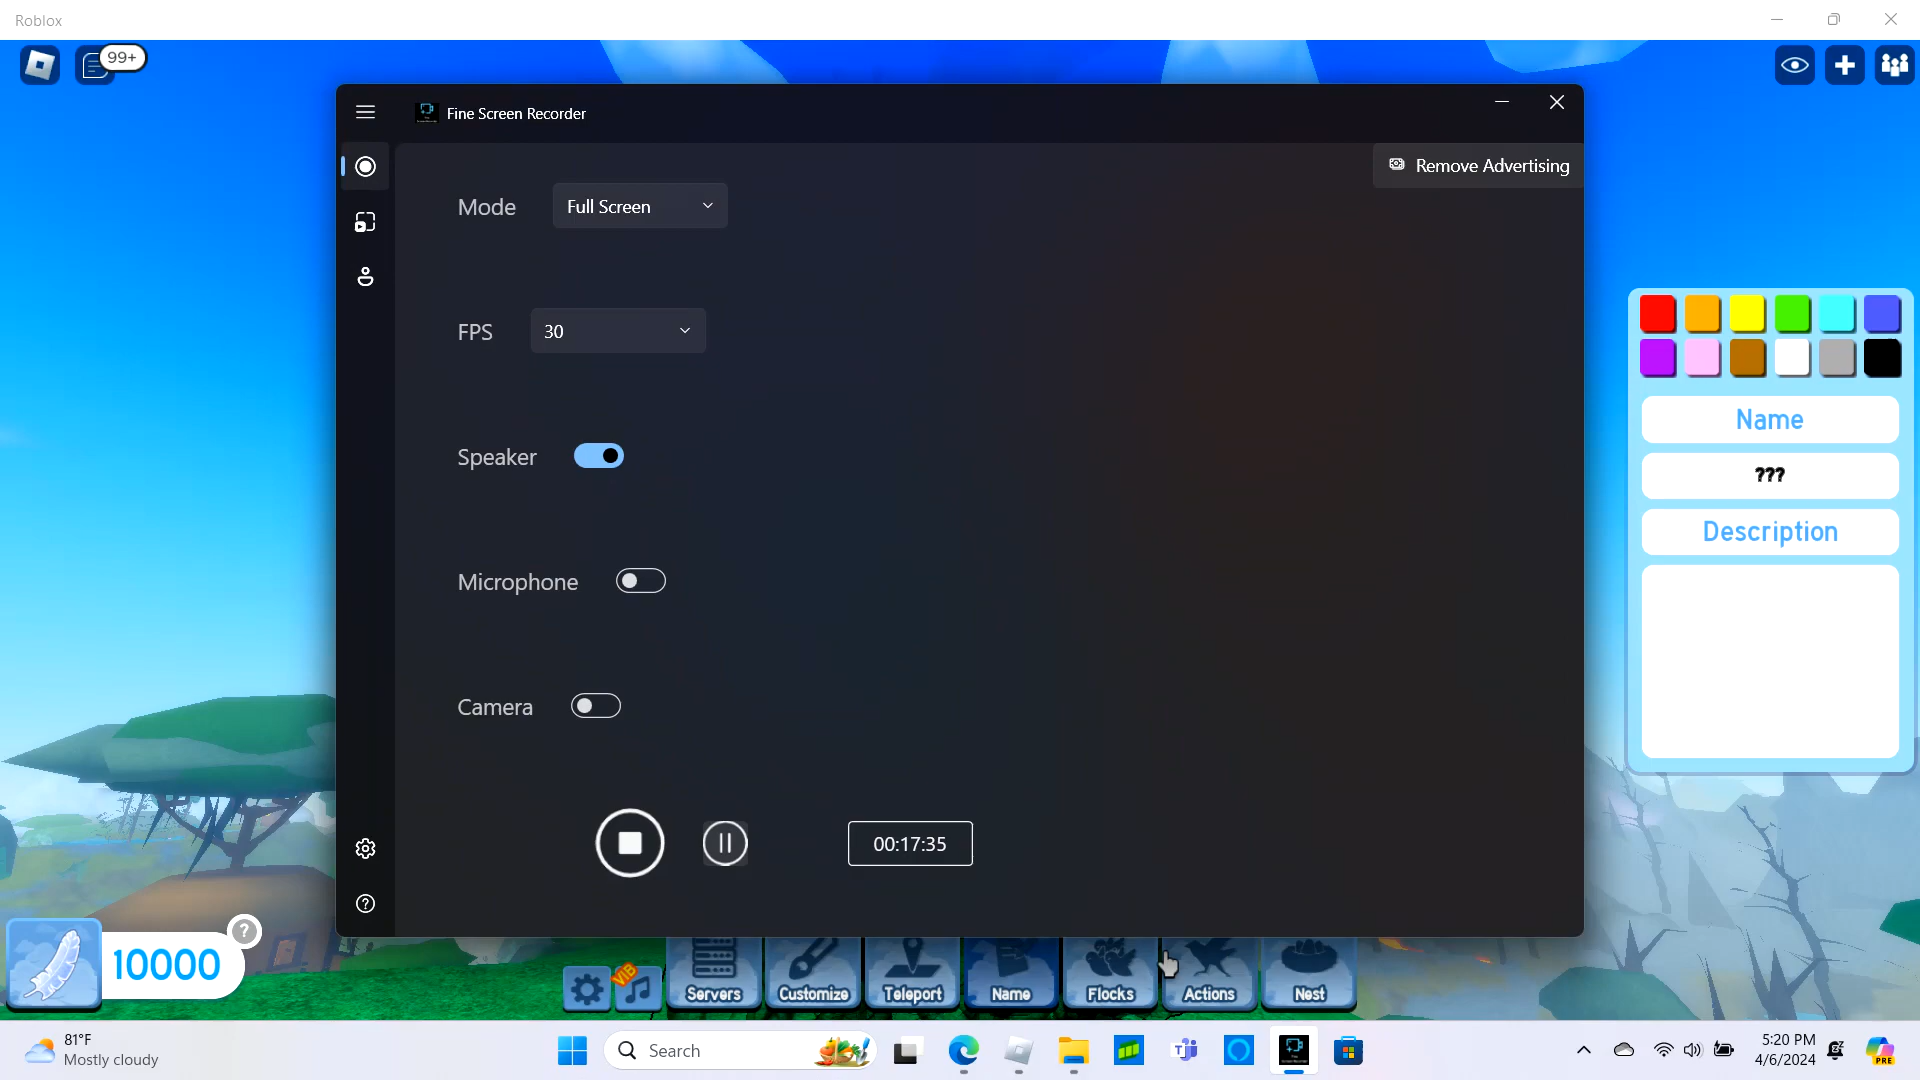 Roblox
99+
Fine Screen Recorder
Remove Advertising
Mode
Full Screen
FPS
30
Speaker
Microphone
Camera
00:17:35
Name
???
Description
10000
?
VIB
Servers
Customize
Teleport
Name
Flocks
Actions
Nest
81°F
Mostly cloudy
Search
5:20 PM
4/6/2024
PRE